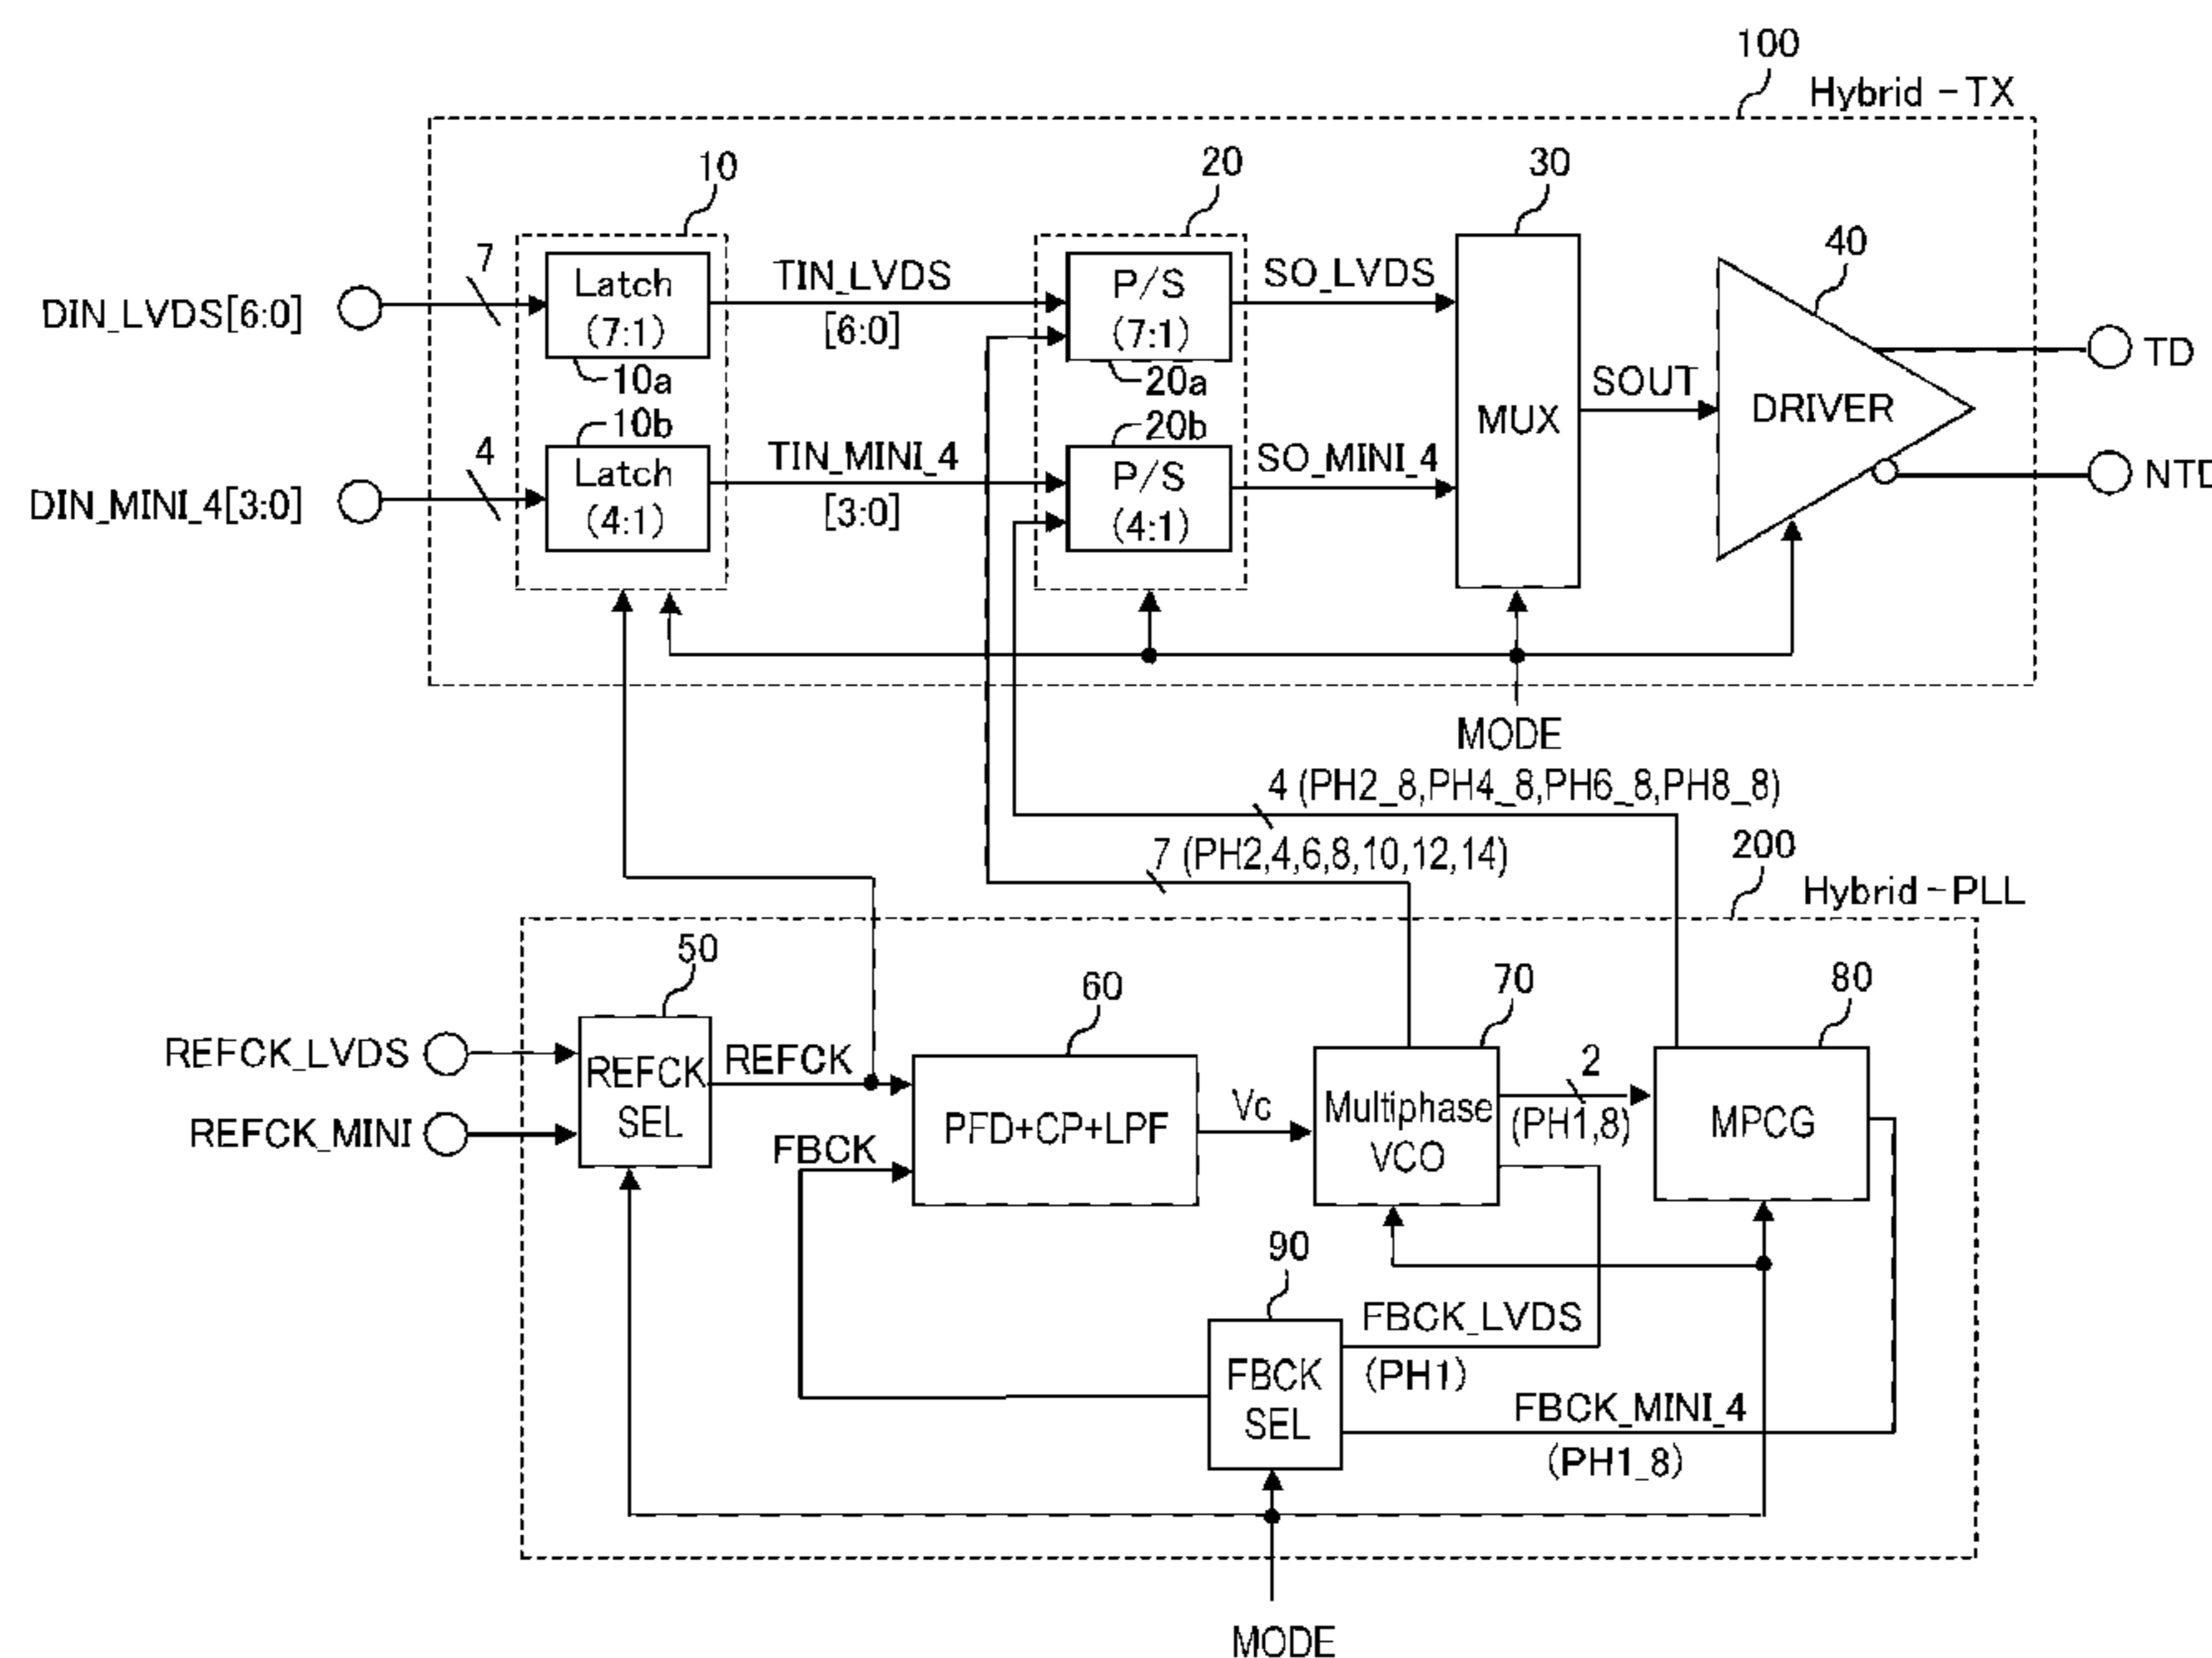 100
Hybrid-TX
10
20
30
40
7
DIN_LVDS[6:0]
Latch
(7:1)
10a
TIN_LVDS
[6:0]
P/S
(7:1)
20a
SO_LVDS
MUX
SOUT
DRIVER
TD
NTD
4
DIN_MINI_4[3:0]
10b
Latch
(4:1)
TIN_MINI_4
[3:0]
20b
P/S
(4:1)
SO_MINI_4
MODE
4 (PH2_8,PH4_8,PH6_8,PH8_8)
7 (PH2,4,6,8,10,12,14)
200
Hybrid-PLL
50
60
70
80
REFCK_LVDS
REFCK_MINI
REFCK
SEL
REFCK
FBCK
PFD+CP+LPF
Vc
Multiphase
VCO
2
(PH1,8)
MPCG
90
FBCK
SEL
FBCK_LVDS
(PH1)
FBCK_MINI_4
(PH1_8)
MODE